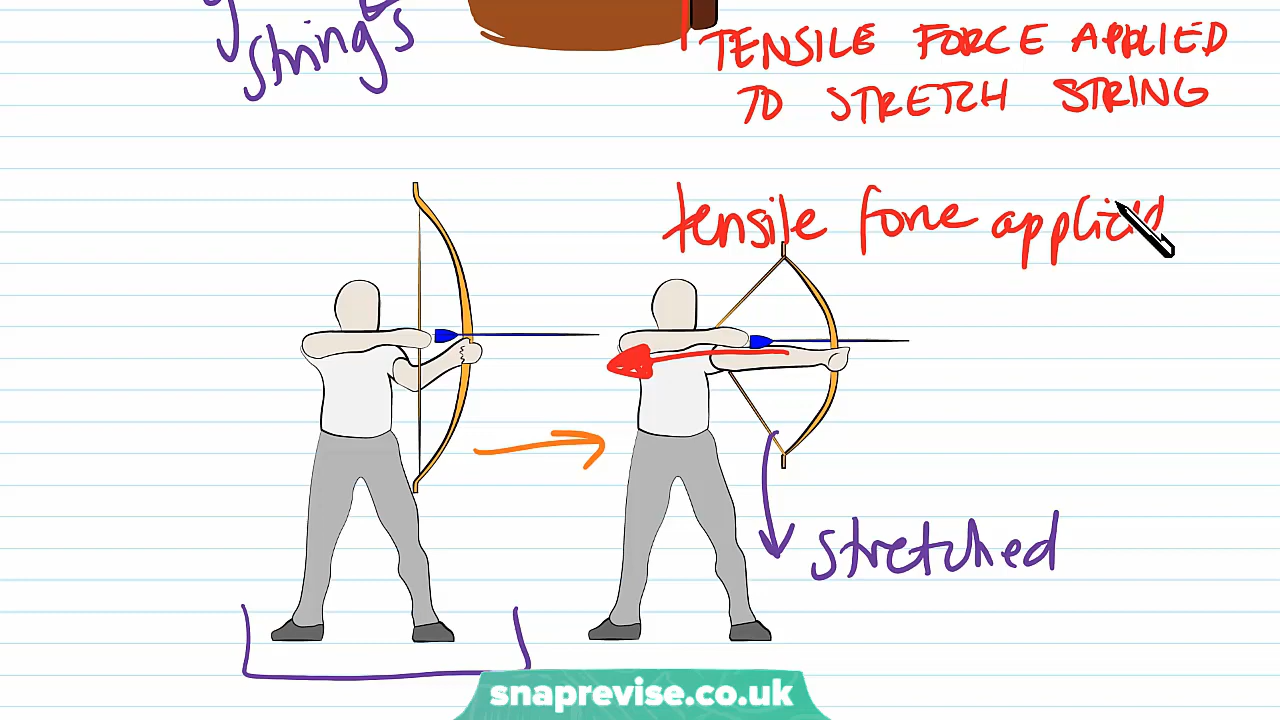 strings
TENSILE FORCE APPLIED
TO STRETCH STRING
tensile force applied
stretched
snaprevise.co.uk